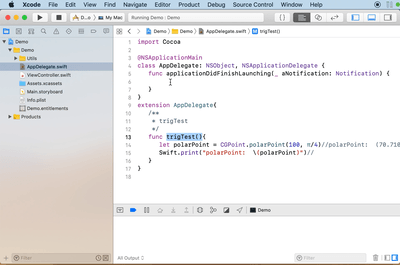 Xcode File Edit View Find Navigate Editor Product Debug Source Control Window Help
My Mac Running Demo : Demo
Demo
Demo
Utils
AppDelegate.swift
ViewController.swift
Assets.xcassets
Main.storyboard
Info.plist
Demo.entitlements
Products
Demo Demo AppDelegate.swift trigTest()
1 import Cocoa
2
3 @NSApplicationMain
4 class AppDelegate: NSObject, NSApplicationDelegate {
5 func applicationDidFinishLaunching(_ aNotification: Notification) {
6
7 }
8 }
9 extension AppDelegate{
10 /**
11 * trigTest
12 */
13 func trigTest(){
14 let polarPoint = CGPoint.polarPoint(100, π/4)//polarPoint: (70.710
15 Swift.print("polarPoint: \(polarPoint)")//
16 }
17 }
Demo
Filter
All Output
Filter